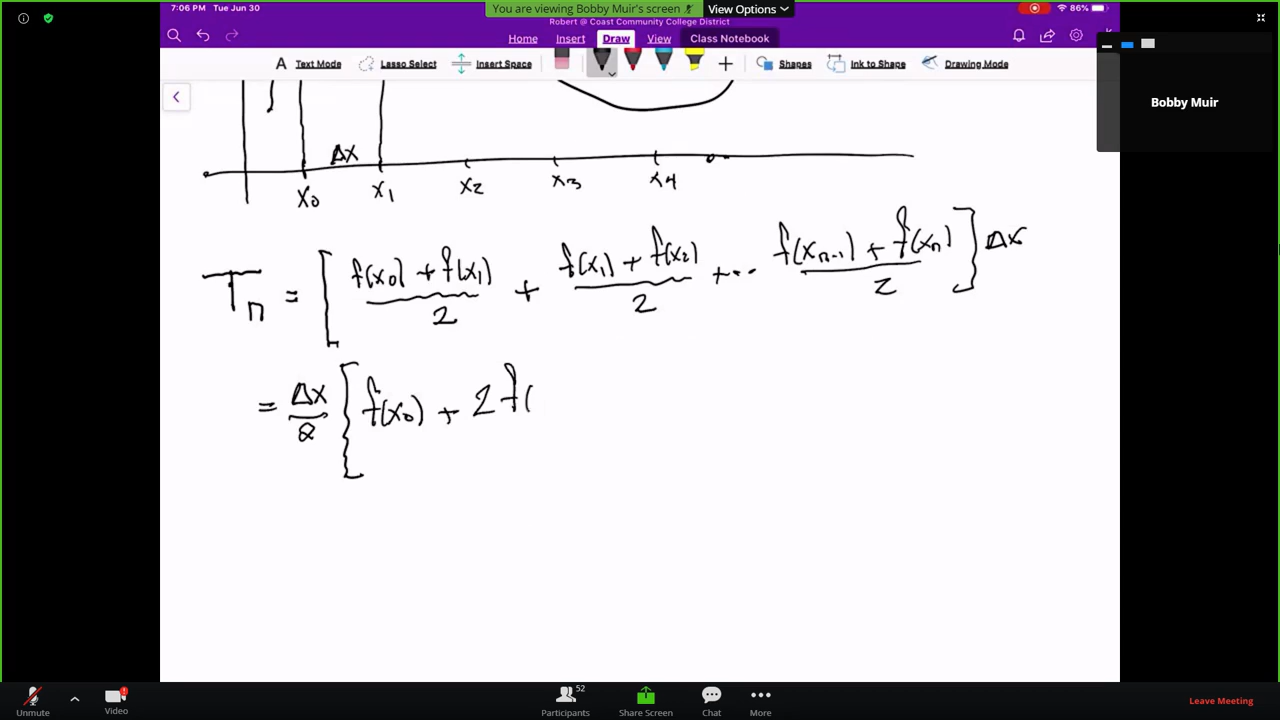 7:06 PM Tue Jun 30
You are viewing Bobby Muir's screen
View Options
86%
Robert @ Coast Community College District
Home Insert Draw View Class Notebook
Text Mode Lasso Select Insert Space Shapes Ink to Shape Drawing Mode
Bobby Muir
Δx
x₀ x₁ x₂ x₃ x₄
Tₙ = [ (f(x₀) + f(x₁))/2 + (f(x₁) + f(x₂))/2 + ... (f(xₙ₋₁) + f(xₙ))/2 ] Δx
= Δx/2 [ f(x₀) + 2 f(
52
Unmute Video Participants Share Screen Chat More Leave Meeting